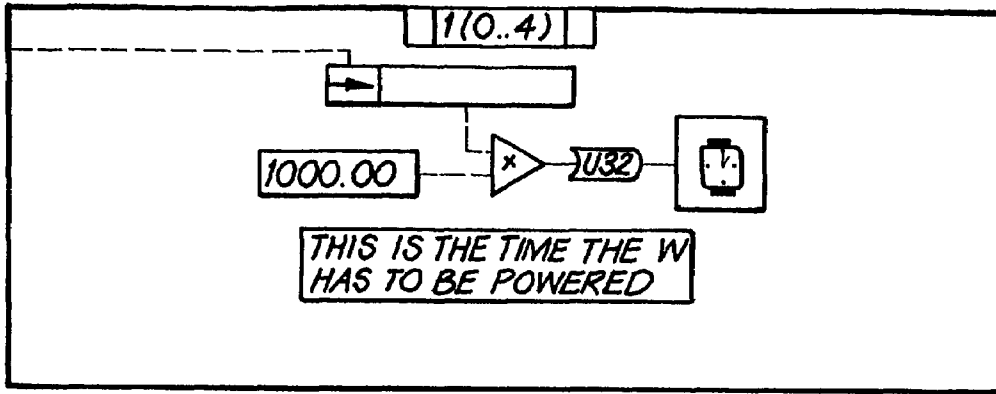 1(0..4)
1000.00
x
U32
THIS IS THE TIME THE W
HAS TO BE POWERED